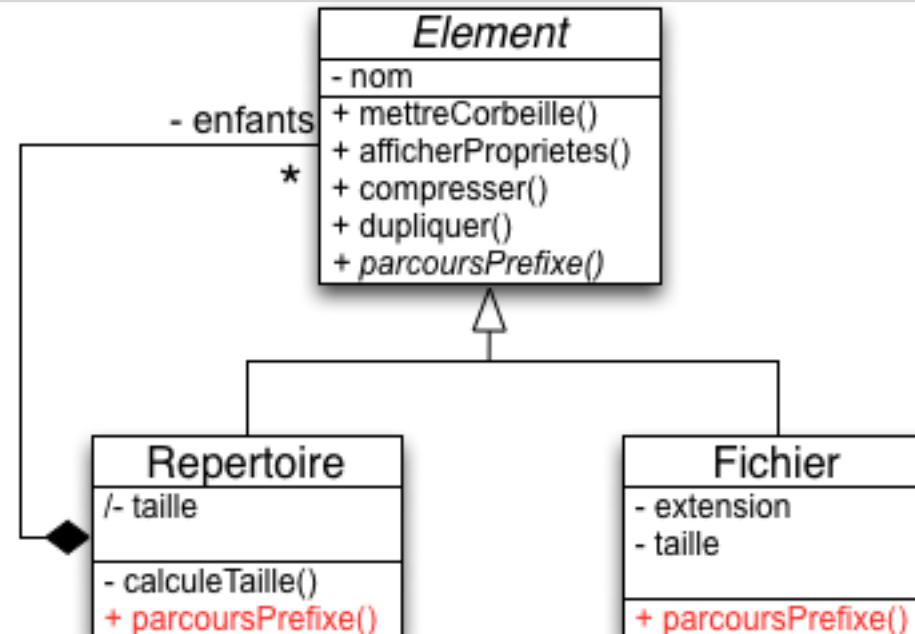 Element
- nom
- enfants
*
+ mettreCorbeille()
+ afficherProprietes()
+ compresser()
+ dupliquer()
+ parcoursPrefixe()
Repertoire
/- taille
- calculeTaille()
+ parcoursPrefixe()
Fichier
- extension
- taille
+ parcoursPrefixe()